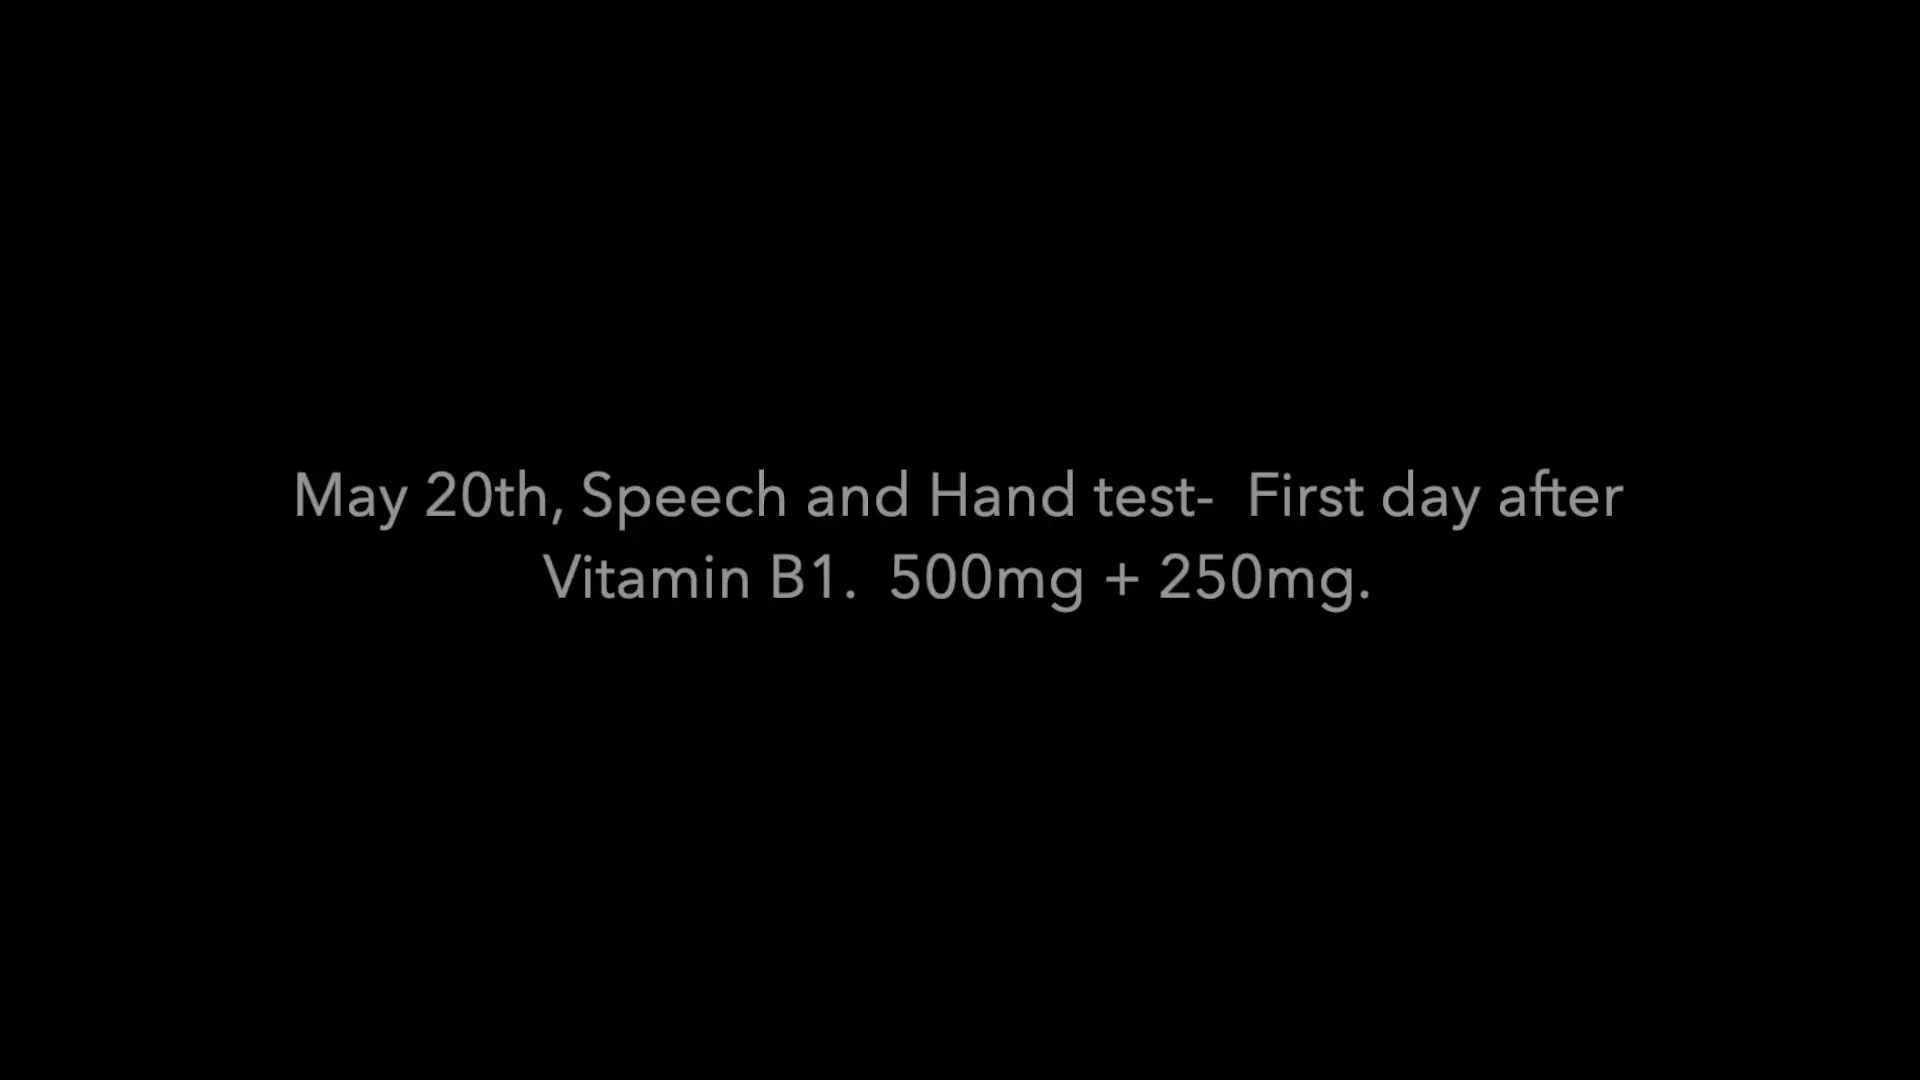 May 20th, Speech and Hand test-  First day after
Vitamin B1.  500mg + 250mg.